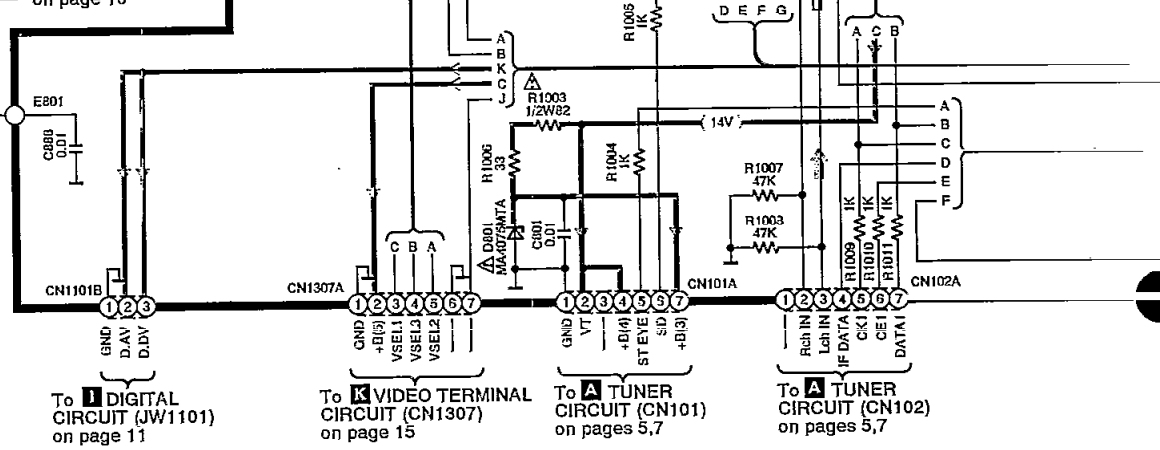 D E F G
R1005
1K
A C B
A
B
K
C
J
R1003
1/2W82
E801
C888
0.01
14V
A
B
C
D
E
F
R1006
33
R1004
1K
R1007
47K
R1003
47K
D801
MA4075MTA
C801
0.01
1K
1K
1K
R1009
R1010
R1011
C B A
CN1101B
CN1307A
CN101A
CN102A
1 2 3
1 2 3 4 5 6 7
1 2 3 4 5 6 7
1 2 3 4 5 6 7
GND
D.AV
D.DV
GND
+B(5)
VSEL1
VSEL3
VSEL2
GND
VT
+B(4)
ST EYE
SD
+B(3)
Rch IN
Lch IN
IF DATA
CK1
CE1
DATA1
To I DIGITAL
CIRCUIT (JW1101)
on page 11
To K VIDEO TERMINAL
CIRCUIT (CN1307)
on page 15
To A TUNER
CIRCUIT (CN101)
on pages 5,7
To A TUNER
CIRCUIT (CN102)
on pages 5,7